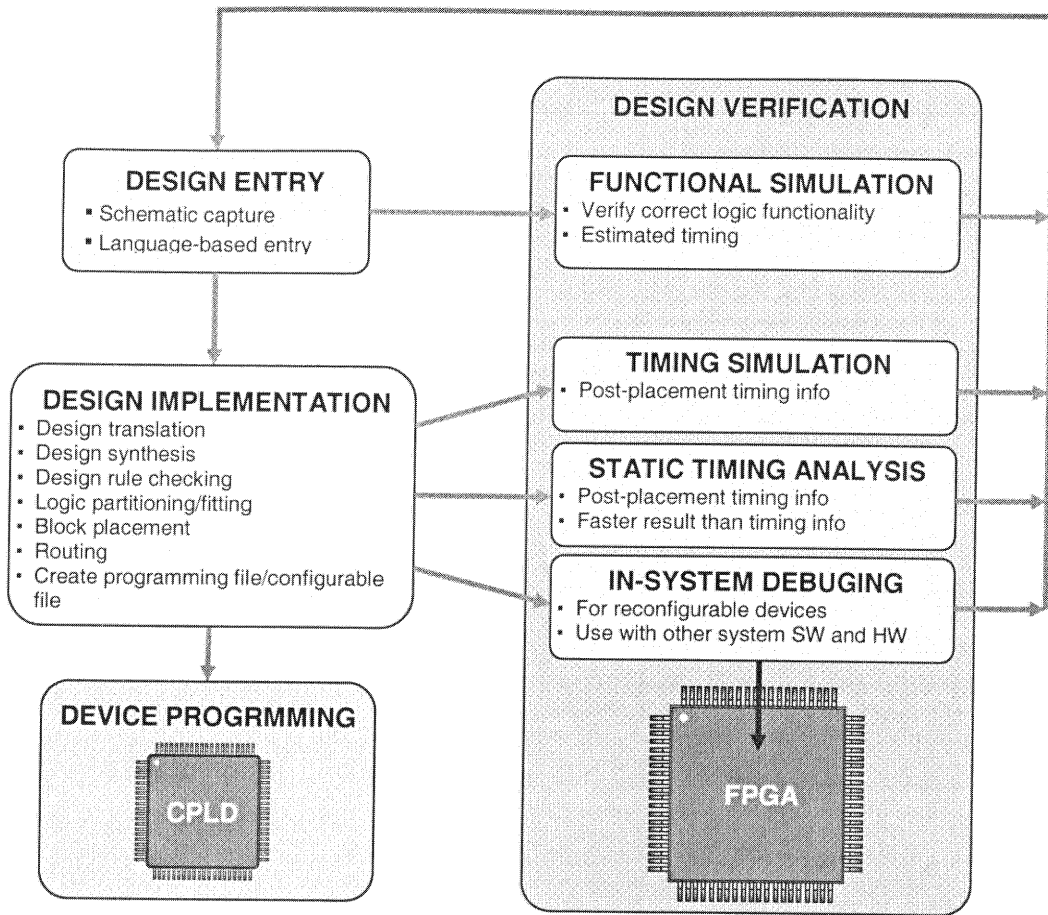 DESIGN VERIFICATION
DESIGN ENTRY
▪ Schematic capture
▪ Language-based entry
FUNCTIONAL SIMULATION
▪ Verify correct logic functionality
▪ Estimated timing
TIMING SIMULATION
▪ Post-placement timing info
DESIGN IMPLEMENTATION
▪ Design translation
▪ Design synthesis
▪ Design rule checking
▪ Logic partitioning/fitting
▪ Block placement
▪ Routing
▪ Create programming file/configurable
file
STATIC TIMING ANALYSIS
▪ Post-placement timing info
▪ Faster result than timing info
IN-SYSTEM DEBUGING
▪ For reconfigurable devices
▪ Use with other system SW and HW
DEVICE PROGRMMING
CPLD
FPGA